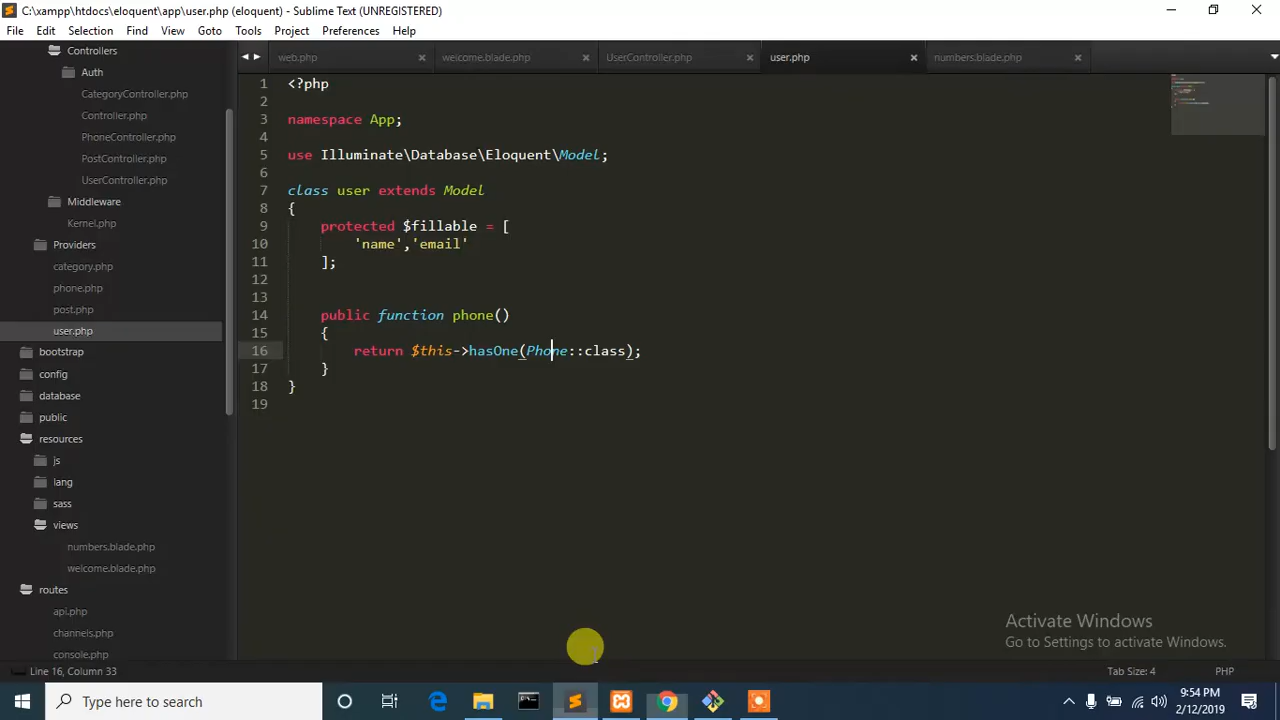 C:\xampp\htdocs\eloquent\app\user.php (eloquent) - Sublime Text (UNREGISTERED)
File Edit Selection Find View Goto Tools Project Preferences Help
Controllers
Auth
CategoryController.php
Controller.php
PhoneController.php
PostController.php
UserController.php
Middleware
Kernel.php
Providers
category.php
phone.php
post.php
user.php
bootstrap
config
database
public
resources
js
lang
sass
views
numbers.blade.php
welcome.blade.php
routes
api.php
channels.php
console.php
web.php welcome.blade.php UserController.php user.php numbers.blade.php
1 <?php
2
3 namespace App;
4
5 use Illuminate\Database\Eloquent\Model;
6
7 class user extends Model
8 {
9 protected $fillable = [
10 'name','email'
11 ];
12
13
14 public function phone()
15 {
16 return $this->hasOne(Phone::class);
17 }
18 }
19
Activate Windows
Go to Settings to activate Windows.
Line 16, Column 33 Tab Size: 4 PHP
Type here to search
9:54 PM
2/12/2019